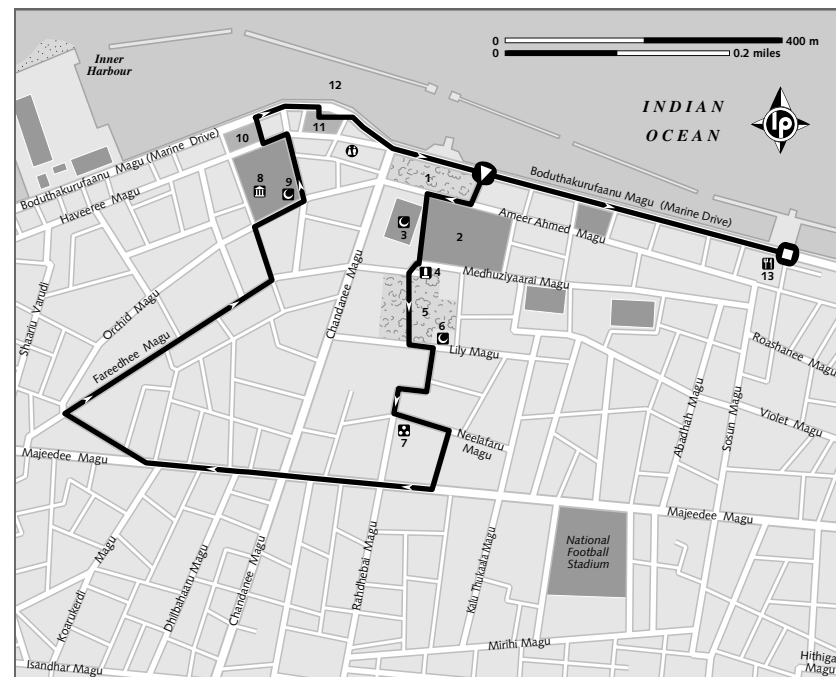 0 400 m
0 0.2 miles
Inner
Harbour
12
INDIAN
OCEAN
lp
10
11
Boduthakurufaanu Magu (Marine Drive)
Haveeree Magu
8
9
1
Boduthakurufaanu Magu (Marine Drive)
Ameer Ahmed Magu
3
2
13
Medhuziyaarai Magu
4
5
6
Shaariu Varudi
Orchid Magu
Fareedhee Magu
Chandanee Magu
Lily Magu
Roashanee Magu
Violet Magu
Abadhah Magu
Sosun Magu
7
Neelafaru
Magu
Majeedee Magu
Majeedee Magu
National
Football
Stadium
Koarukerdi Magu
Dhilbahaaru Magu
Chandanee Magu
Rahdhebai Magu
Kalu Thukaala Magu
Mirihi Magu
Isandhar Magu
Hithigas
Magu